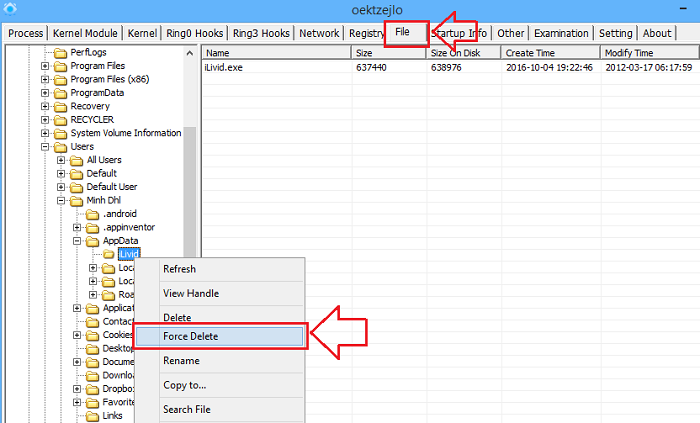 oektzejlo
Process Kernel Module Kernel Ring0 Hooks Ring3 Hooks Network Registry File Startup Info Other Examination Setting About
Name Size Size On Disk Create Time Modify Time
iLivid.exe 637440 638976 2016-10-04 19:22:46 2012-03-17 06:17:59
PerfLogs
Program Files
Program Files (x86)
ProgramData
Recovery
RECYCLER
System Volume Information
Users
All Users
Default
Default User
Minh Dhl
.android
.appinventor
AppData
iLivid
Loca
Loca
Roa
Applicat
Contact
Cookies
Desktop
Docume
Downloa
Dropbo
Favorite
Links
Refresh
View Handle
Delete
Force Delete
Rename
Copy to...
Search File